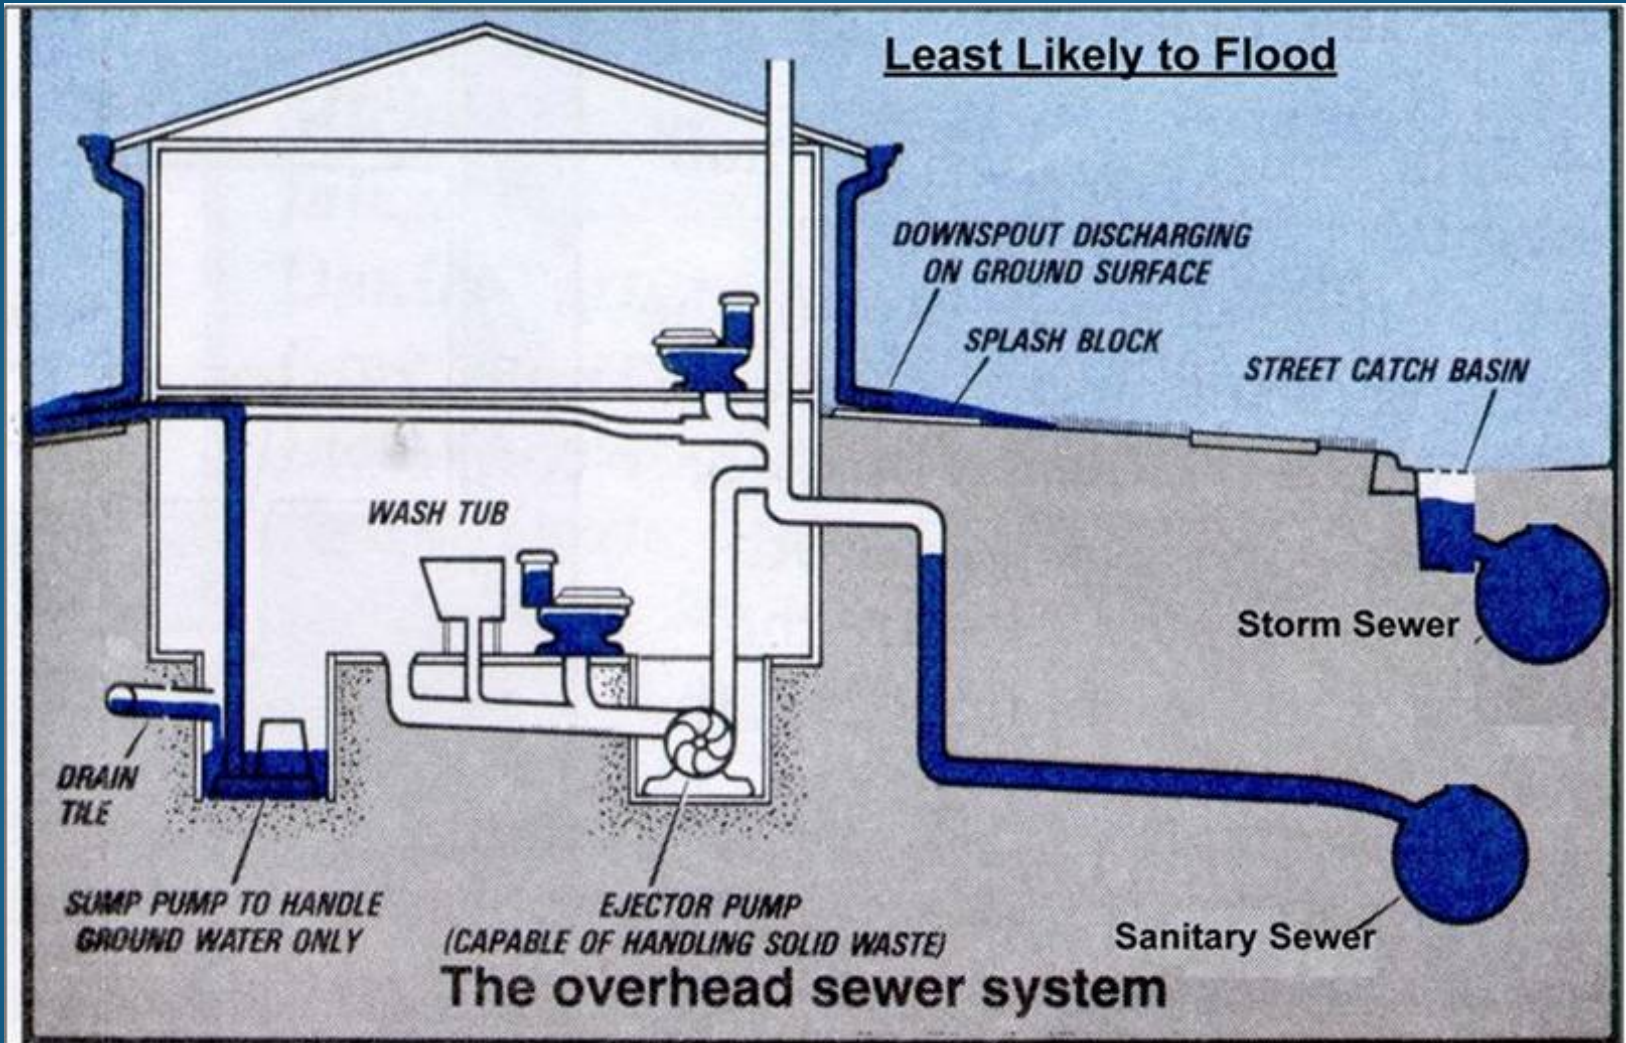 Least Likely to Flood
DOWNSPOUT DISCHARGING
ON GROUND SURFACE
SPLASH BLOCK
STREET CATCH BASIN
WASH TUB
Storm Sewer
DRAIN
TILE
SUMP PUMP TO HANDLE
GROUND WATER ONLY
EJECTOR PUMP
(CAPABLE OF HANDLING SOLID WASTE)
Sanitary Sewer
The overhead sewer system